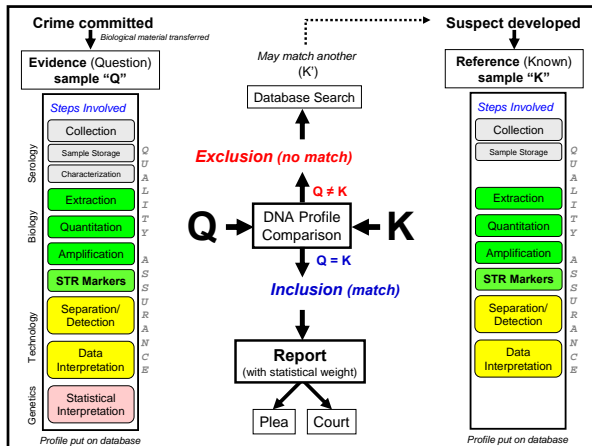 Crime committed
Biological material transferred
Evidence (Question)
sample “Q”
Steps Involved
Collection
Sample Storage
Characterization
Extraction
Quantitation
Amplification
STR Markers
Separation/
Detection
Data
Interpretation
Statistical
Interpretation
Profile put on database
Serology
Biology
Technology
Genetics
QUALITY ASSURANCE
May match another
(K’)
Database Search
Exclusion (no match)
Q ≠ K
Q
DNA Profile
Comparison
K
Q = K
Inclusion (match)
Report
(with statistical weight)
Plea
Court
Suspect developed
Reference (Known)
sample “K”
Steps Involved
Collection
Sample Storage
Extraction
Quantitation
Amplification
STR Markers
Separation/
Detection
Data
Interpretation
QUALITY ASSURANCE
Profile put on database